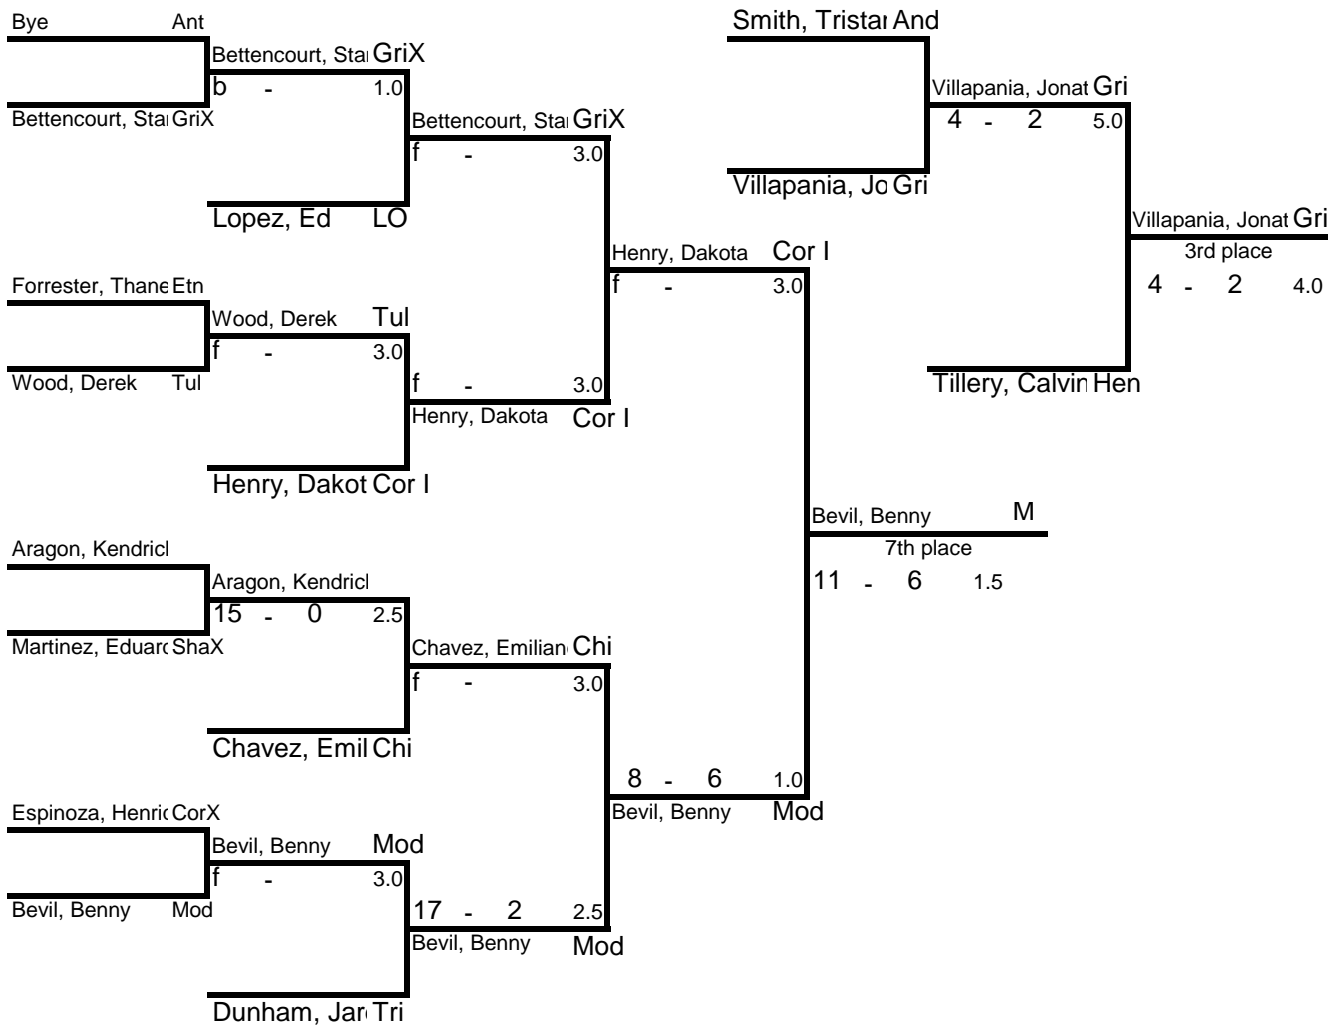 Bye Ant
Smith, Tristar And
Bettencourt, Sta GriX
b - 1.0
Villapania, Jonat Gri
4 - 2 5.0
Bettencourt, Sta GriX
Bettencourt, Sta GriX
f - 3.0
Villapania, Jo Gri
Lopez, Ed LO
Villapania, Jonat Gri
3rd place
4 - 2 4.0
Henry, Dakota Cor I
f - 3.0
Forrester, Thane Etn
Wood, Derek Tul
f - 3.0
Wood, Derek Tul
f - 3.0
Henry, Dakota Cor I
Tillery, Calvin Hen
Henry, Dakot Cor I
Bevil, Benny M
7th place
11 - 6 1.5
Aragon, Kendricl
Aragon, Kendricl
15 - 0 2.5
Martinez, Eduarc ShaX
Chavez, Emilian Chi
f - 3.0
Chavez, Emil Chi
8 - 6 1.0
Bevil, Benny Mod
Espinoza, Henric CorX
Bevil, Benny Mod
f - 3.0
Bevil, Benny Mod
17 - 2 2.5
Bevil, Benny Mod
Dunham, Jar Tri